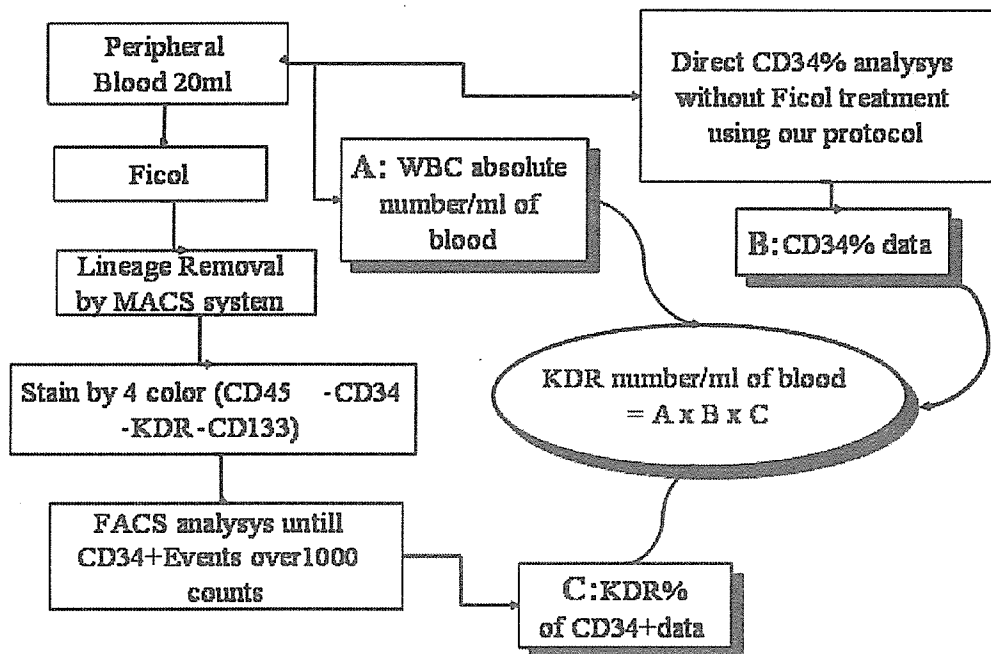 Peripheral
Blood 20ml
Direct CD34% analysys
without Ficol treatment
using our protocol
Ficol
A: WBC absolute
number/ml of
blood
B:CD34% data
Lineage Removal
by MACS system
KDR number/ml of blood
= A x B x C
Stain by 4 color (CD45 -CD34
-KDR-CD133)
FACS analysys untill
CD34+Events over1000
counts
C:KDR%
of CD34+data